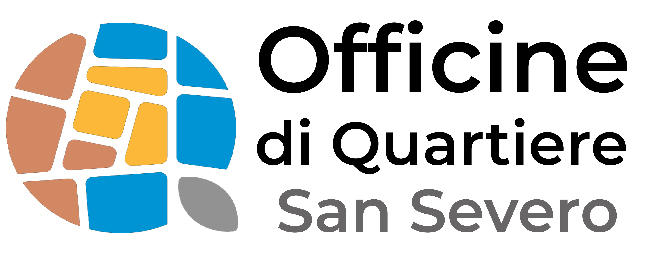 Officine
di Quartiere
San Severo